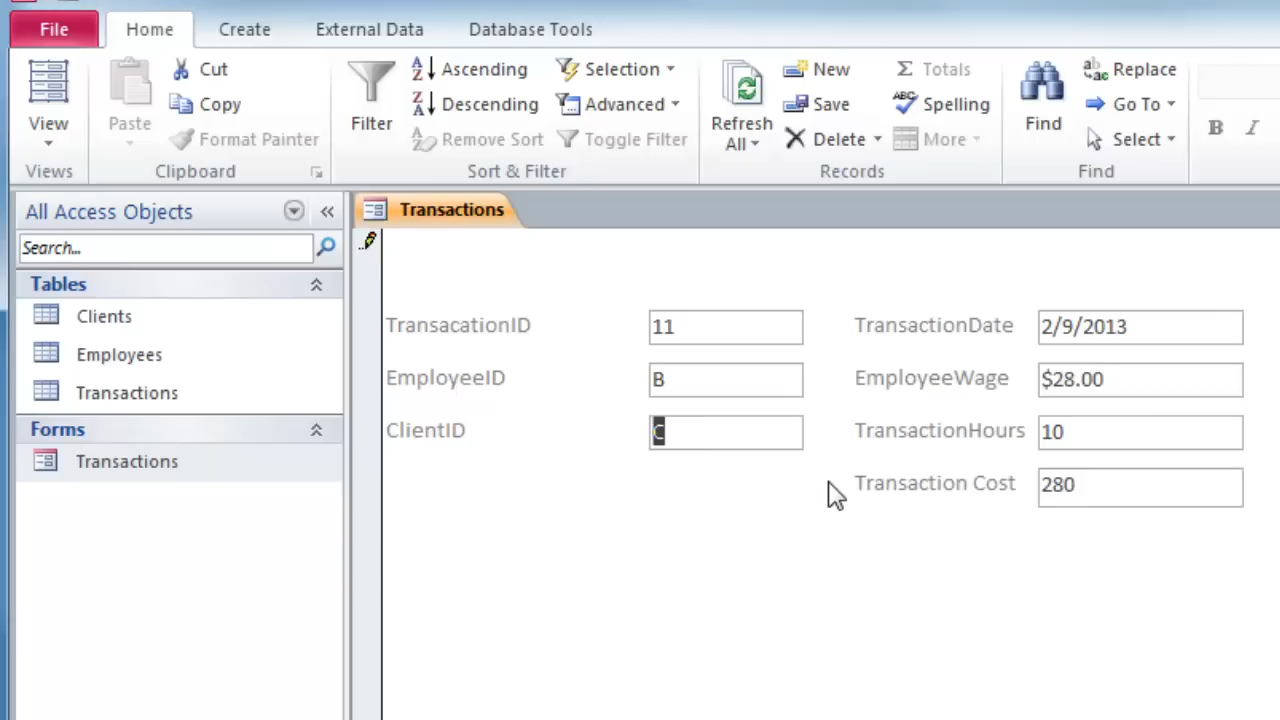 File Home Create External Data Database Tools
View
Views
Paste
Cut
Copy
Format Painter
Clipboard
Filter
Ascending
Descending
Remove Sort
Selection
Advanced
Toggle Filter
Sort & Filter
Refresh
All
New
Save
Delete
Totals
Spelling
More
Records
Find
Replace
Go To
Select
Find
B I
All Access Objects
Search...
Tables
Clients
Employees
Transactions
Forms
Transactions
Transactions
TransacationID 11 TransactionDate 2/9/2013
EmployeeID B EmployeeWage $28.00
ClientID C TransactionHours 10
Transaction Cost 280